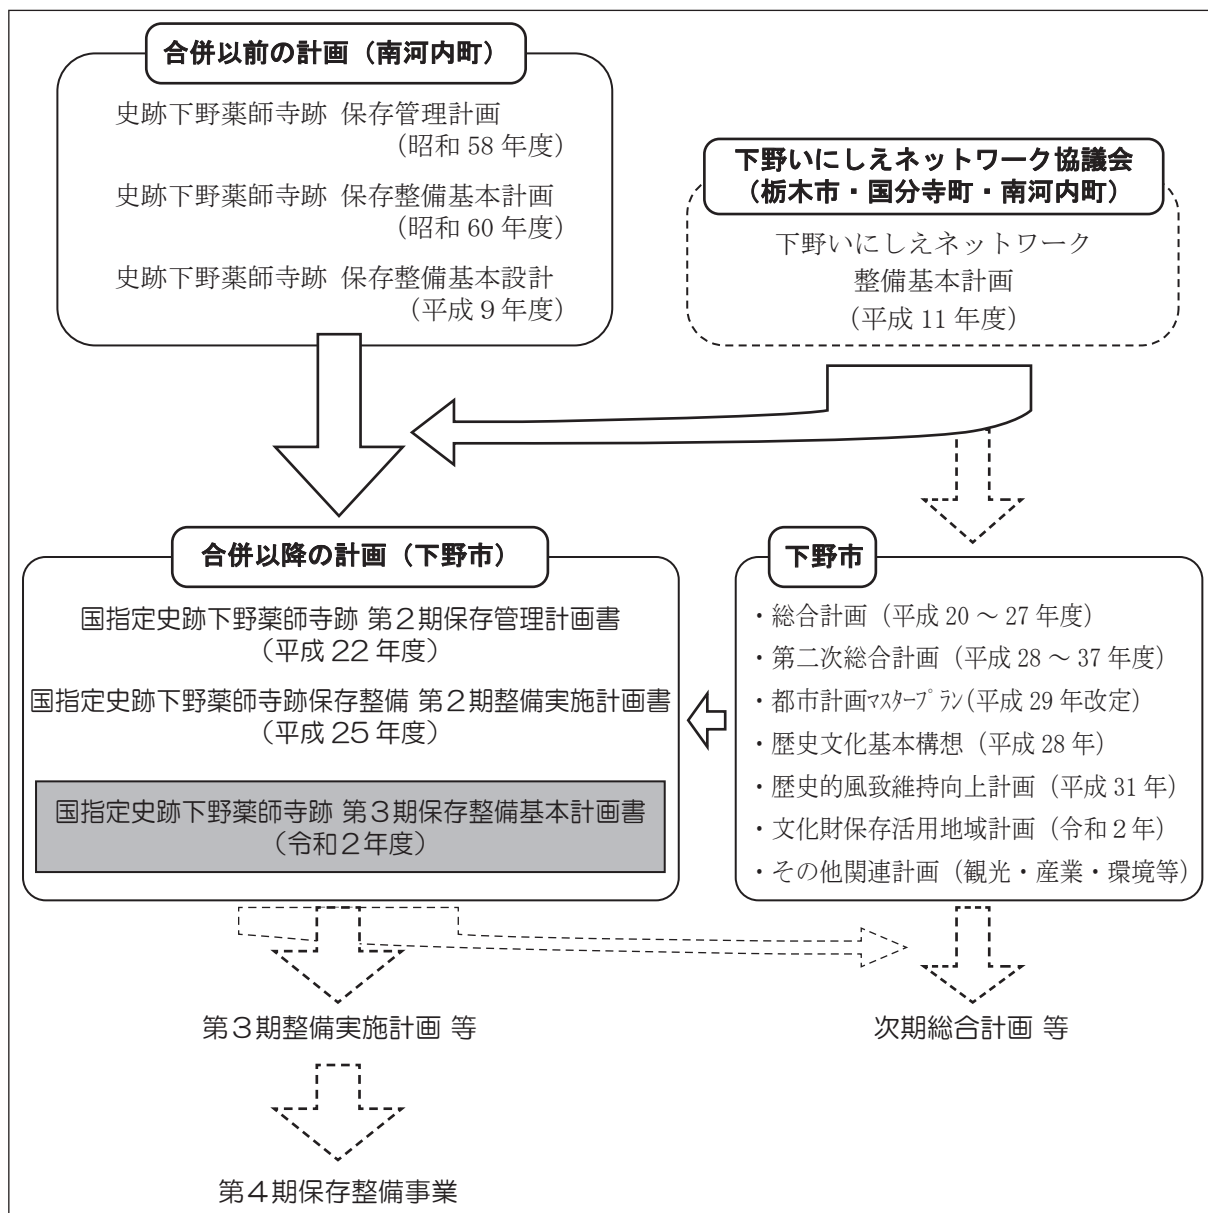 合併以前の計画（南河内町）
史跡下野薬師寺跡 保存管理計画
（昭和 58 年度）
史跡下野薬師寺跡 保存整備基本計画
（昭和 60 年度）
史跡下野薬師寺跡 保存整備基本設計
（平成 9 年度）
下野いにしえネットワーク協議会
（栃木市・国分寺町・南河内町）
下野いにしえネットワーク
整備基本計画
（平成 11 年度）
合併以降の計画（下野市）
国指定史跡下野薬師寺跡 第２期保存管理計画書
（平成 22 年度）
国指定史跡下野薬師寺跡保存整備 第２期整備実施計画書
（平成 25 年度）
国指定史跡下野薬師寺跡 第３期保存整備基本計画書
（令和２年度）
下野市
・総合計画（平成 20 ～ 27 年度）
・第二次総合計画（平成 28 ～ 37 年度）
・都市計画ﾏｽﾀｰﾌﾟﾗﾝ（平成 29 年改定）
・歴史文化基本構想（平成 28 年）
・歴史的風致維持向上計画（平成 31 年）
・文化財保存活用地域計画（令和 2 年）
・その他関連計画（観光・産業・環境等）
第３期整備実施計画 等
次期総合計画 等
第４期保存整備事業